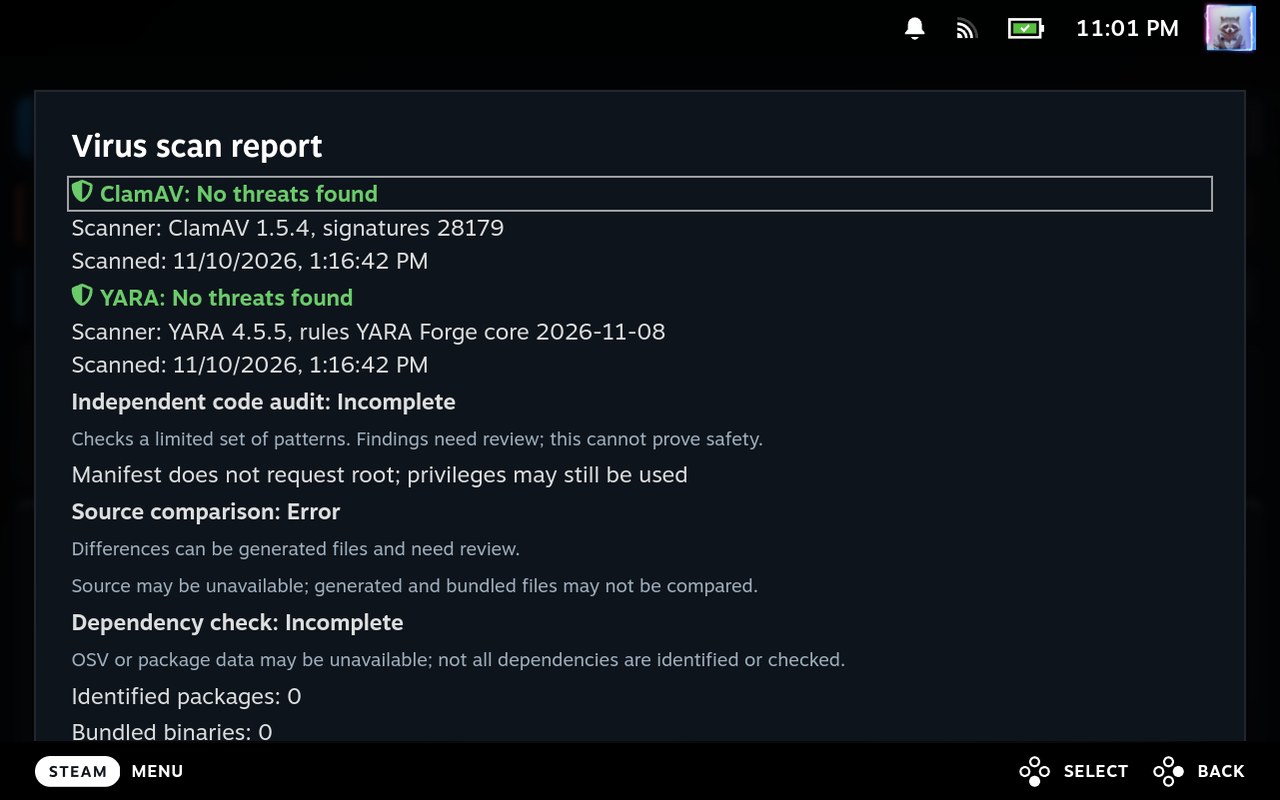 11:01 PM
Virus scan report
ClamAV: No threats found
Scanner: ClamAV 1.5.4, signatures 28179
Scanned: 11/10/2026, 1:16:42 PM
YARA: No threats found
Scanner: YARA 4.5.5, rules YARA Forge core 2026-11-08
Scanned: 11/10/2026, 1:16:42 PM
Independent code audit: Incomplete
Checks a limited set of patterns. Findings need review; this cannot prove safety.
Manifest does not request root; privileges may still be used
Source comparison: Error
Differences can be generated files and need review.
Source may be unavailable; generated and bundled files may not be compared.
Dependency check: Incomplete
OSV or package data may be unavailable; not all dependencies are identified or checked.
Identified packages: 0
Bundled binaries: 0
STEAM MENU SELECT BACK